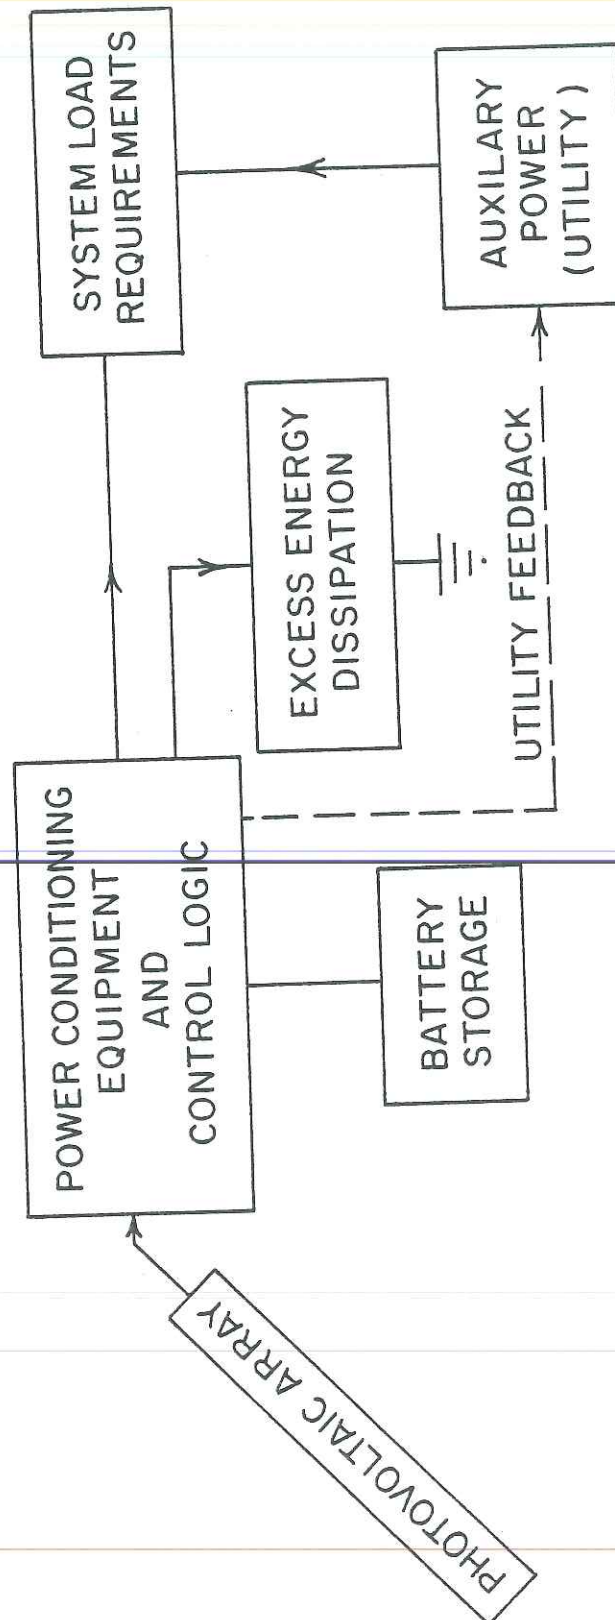 PHOTOVOLTAIC ARRAY
POWER CONDITIONING
EQUIPMENT
AND
CONTROL LOGIC
BATTERY
STORAGE
EXCESS ENERGY
DISSIPATION
UTILITY FEEDBACK
SYSTEM LOAD
REQUIREMENTS
AUXILARY
POWER
(UTILITY)